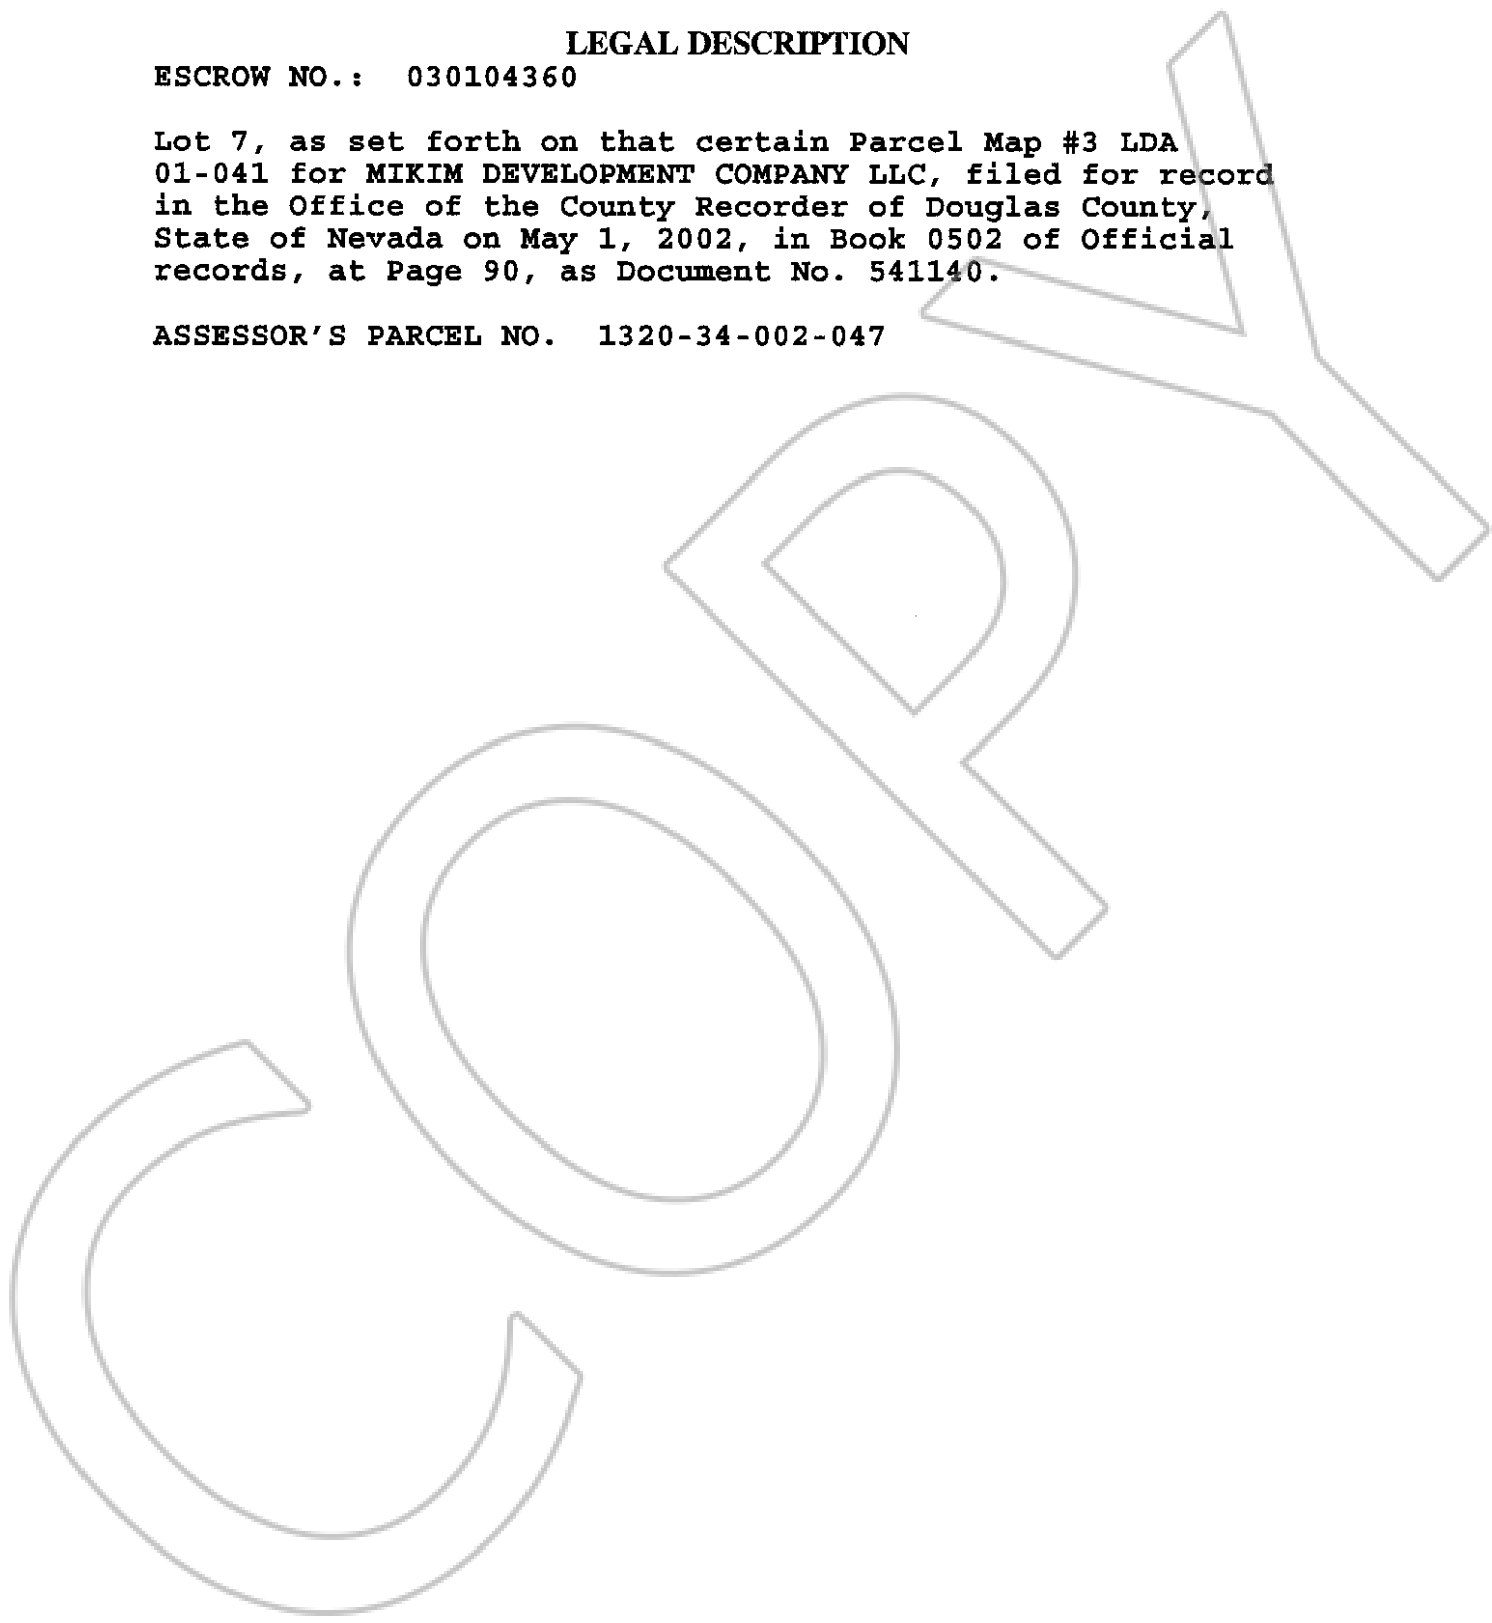 LEGAL DESCRIPTION
ESCROW NO.: 030104360
Lot 7, as set forth on that certain Parcel Map #3 LDA
01-041 for MIKIM DEVELOPMENT COMPANY LLC, filed for record
in the Office of the County Recorder of Douglas County,
State of Nevada on May 1, 2002, in Book 0502 of Official
records, at Page 90, as Document No. 541140.
ASSESSOR'S PARCEL NO. 1320-34-002-047
COPY